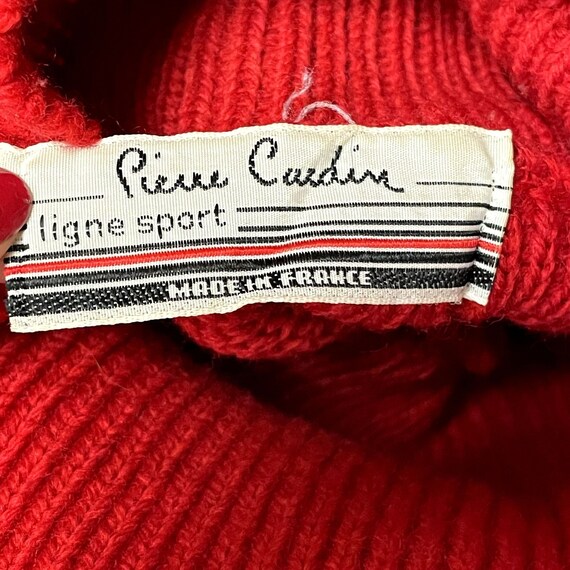 Pierre Cardin
ligne sport
MADE IN FRANCE